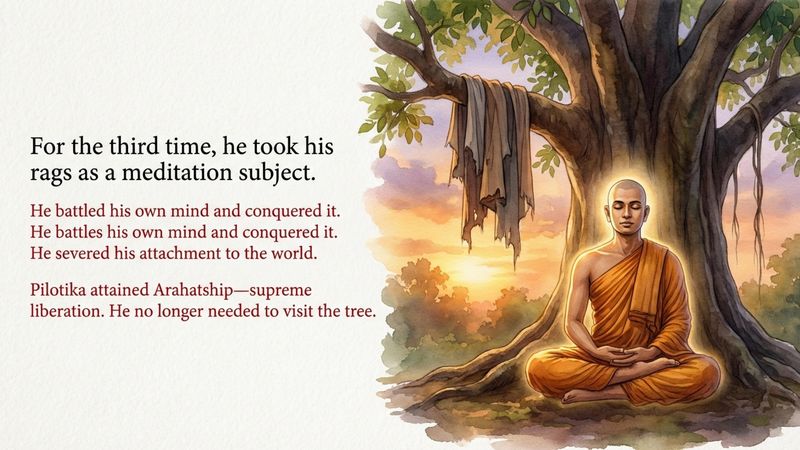 For the third time, he took his
rags as a meditation subject.
He battled his own mind and conquered it.
He battles his own mind and conquered it.
He severed his attachment to the world.
Pilotika attained Arahatship—supreme
liberation. He no longer needed to visit the tree.